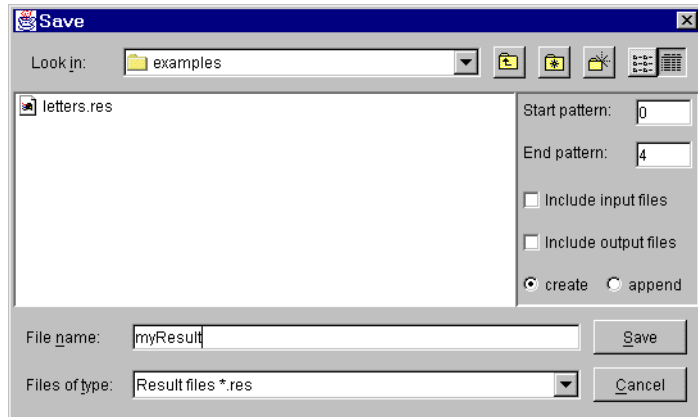 Save
Look in: examples
letters.res
Start pattern: 0
End pattern: 4
Include input files
Include output files
create append
File name: myResult Save
Files of type: Result files *.res Cancel